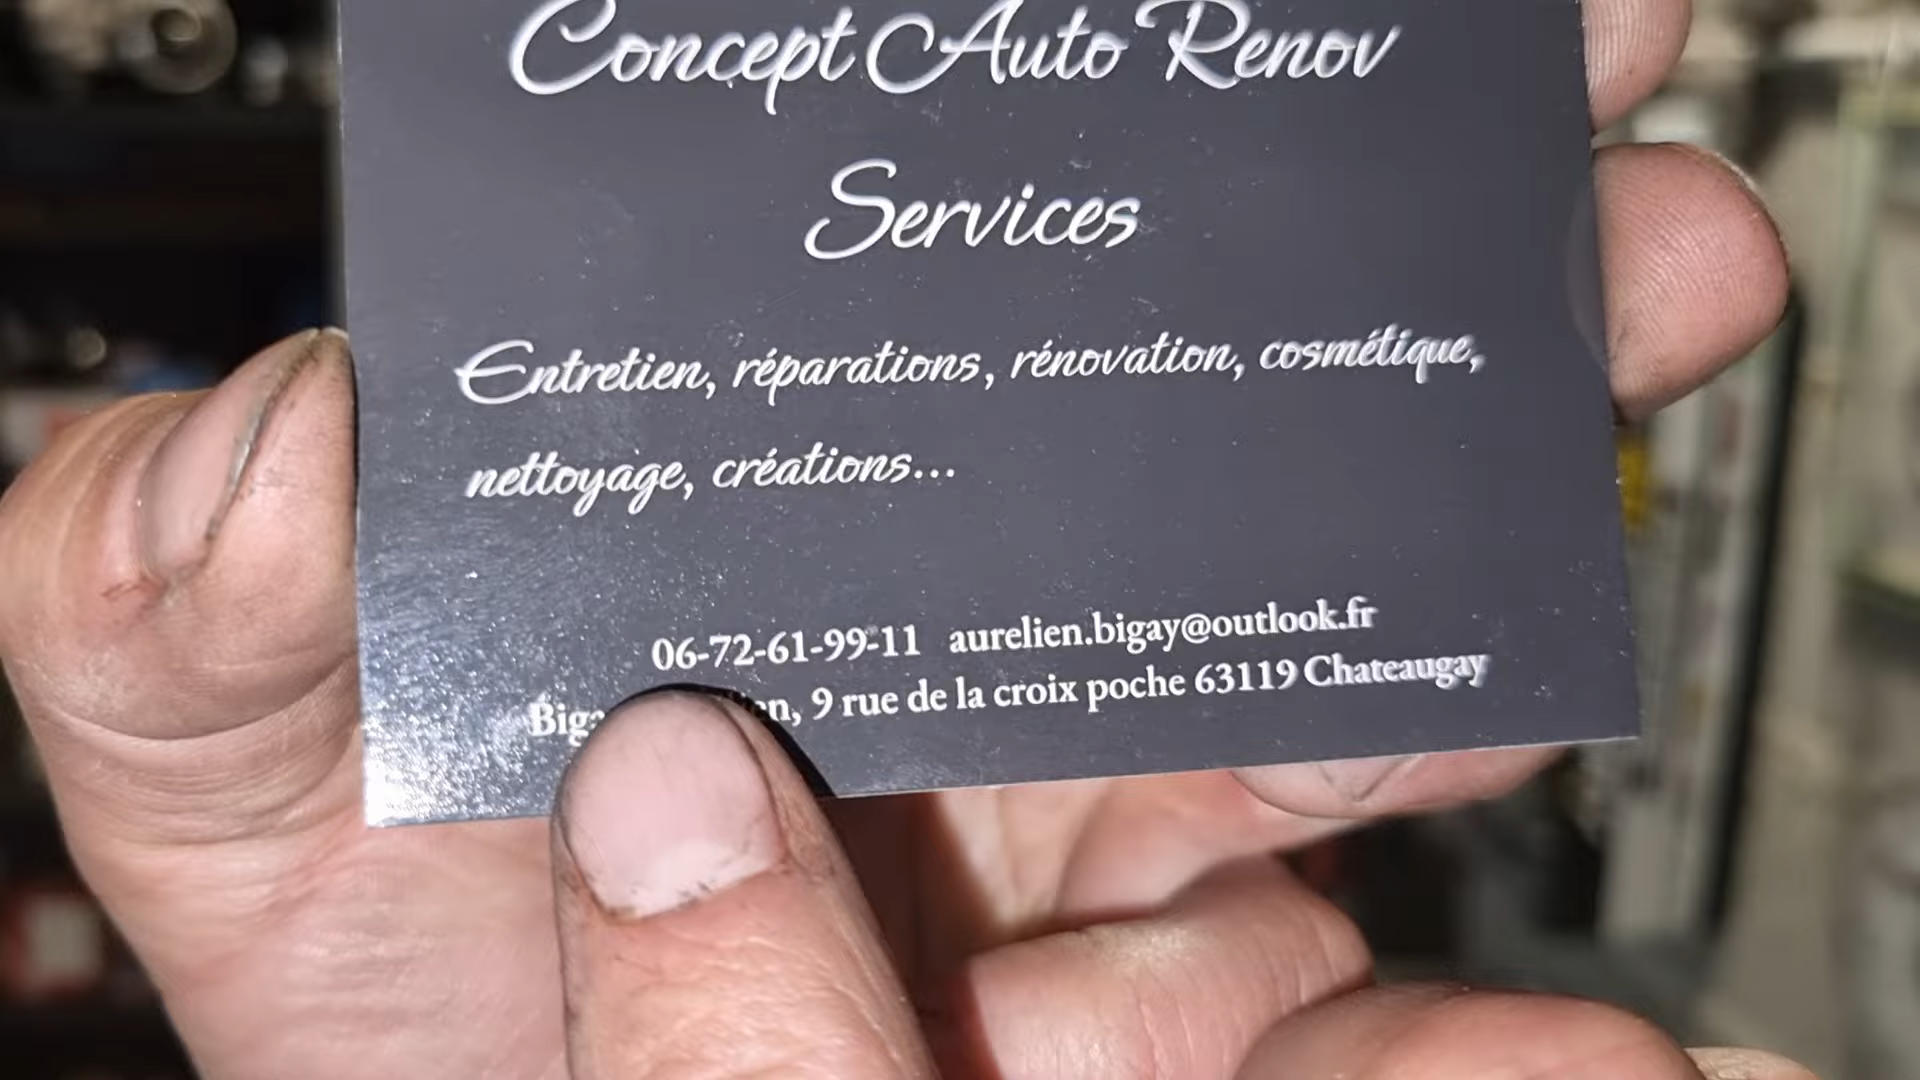 Concept Auto Renov
Services
Entretien, réparations, rénovation, cosmétique,
nettoyage, créations...
06-72-61-99-11 aurelien.bigay@outlook.fr
9 rue de la croix poche 63119 Chateaugay